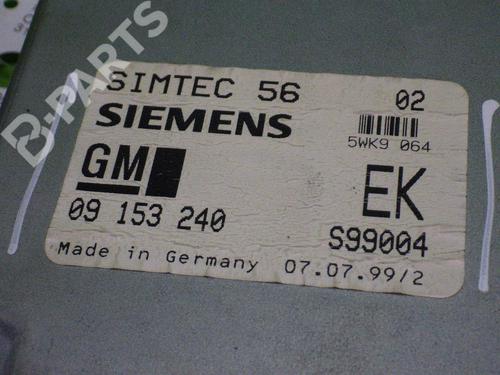 B-PARTS
SIMTEC 56 02
SIEMENS
5WK9 064
GM EK
09 153 240 S99004
Made in Germany 07.07.99/2